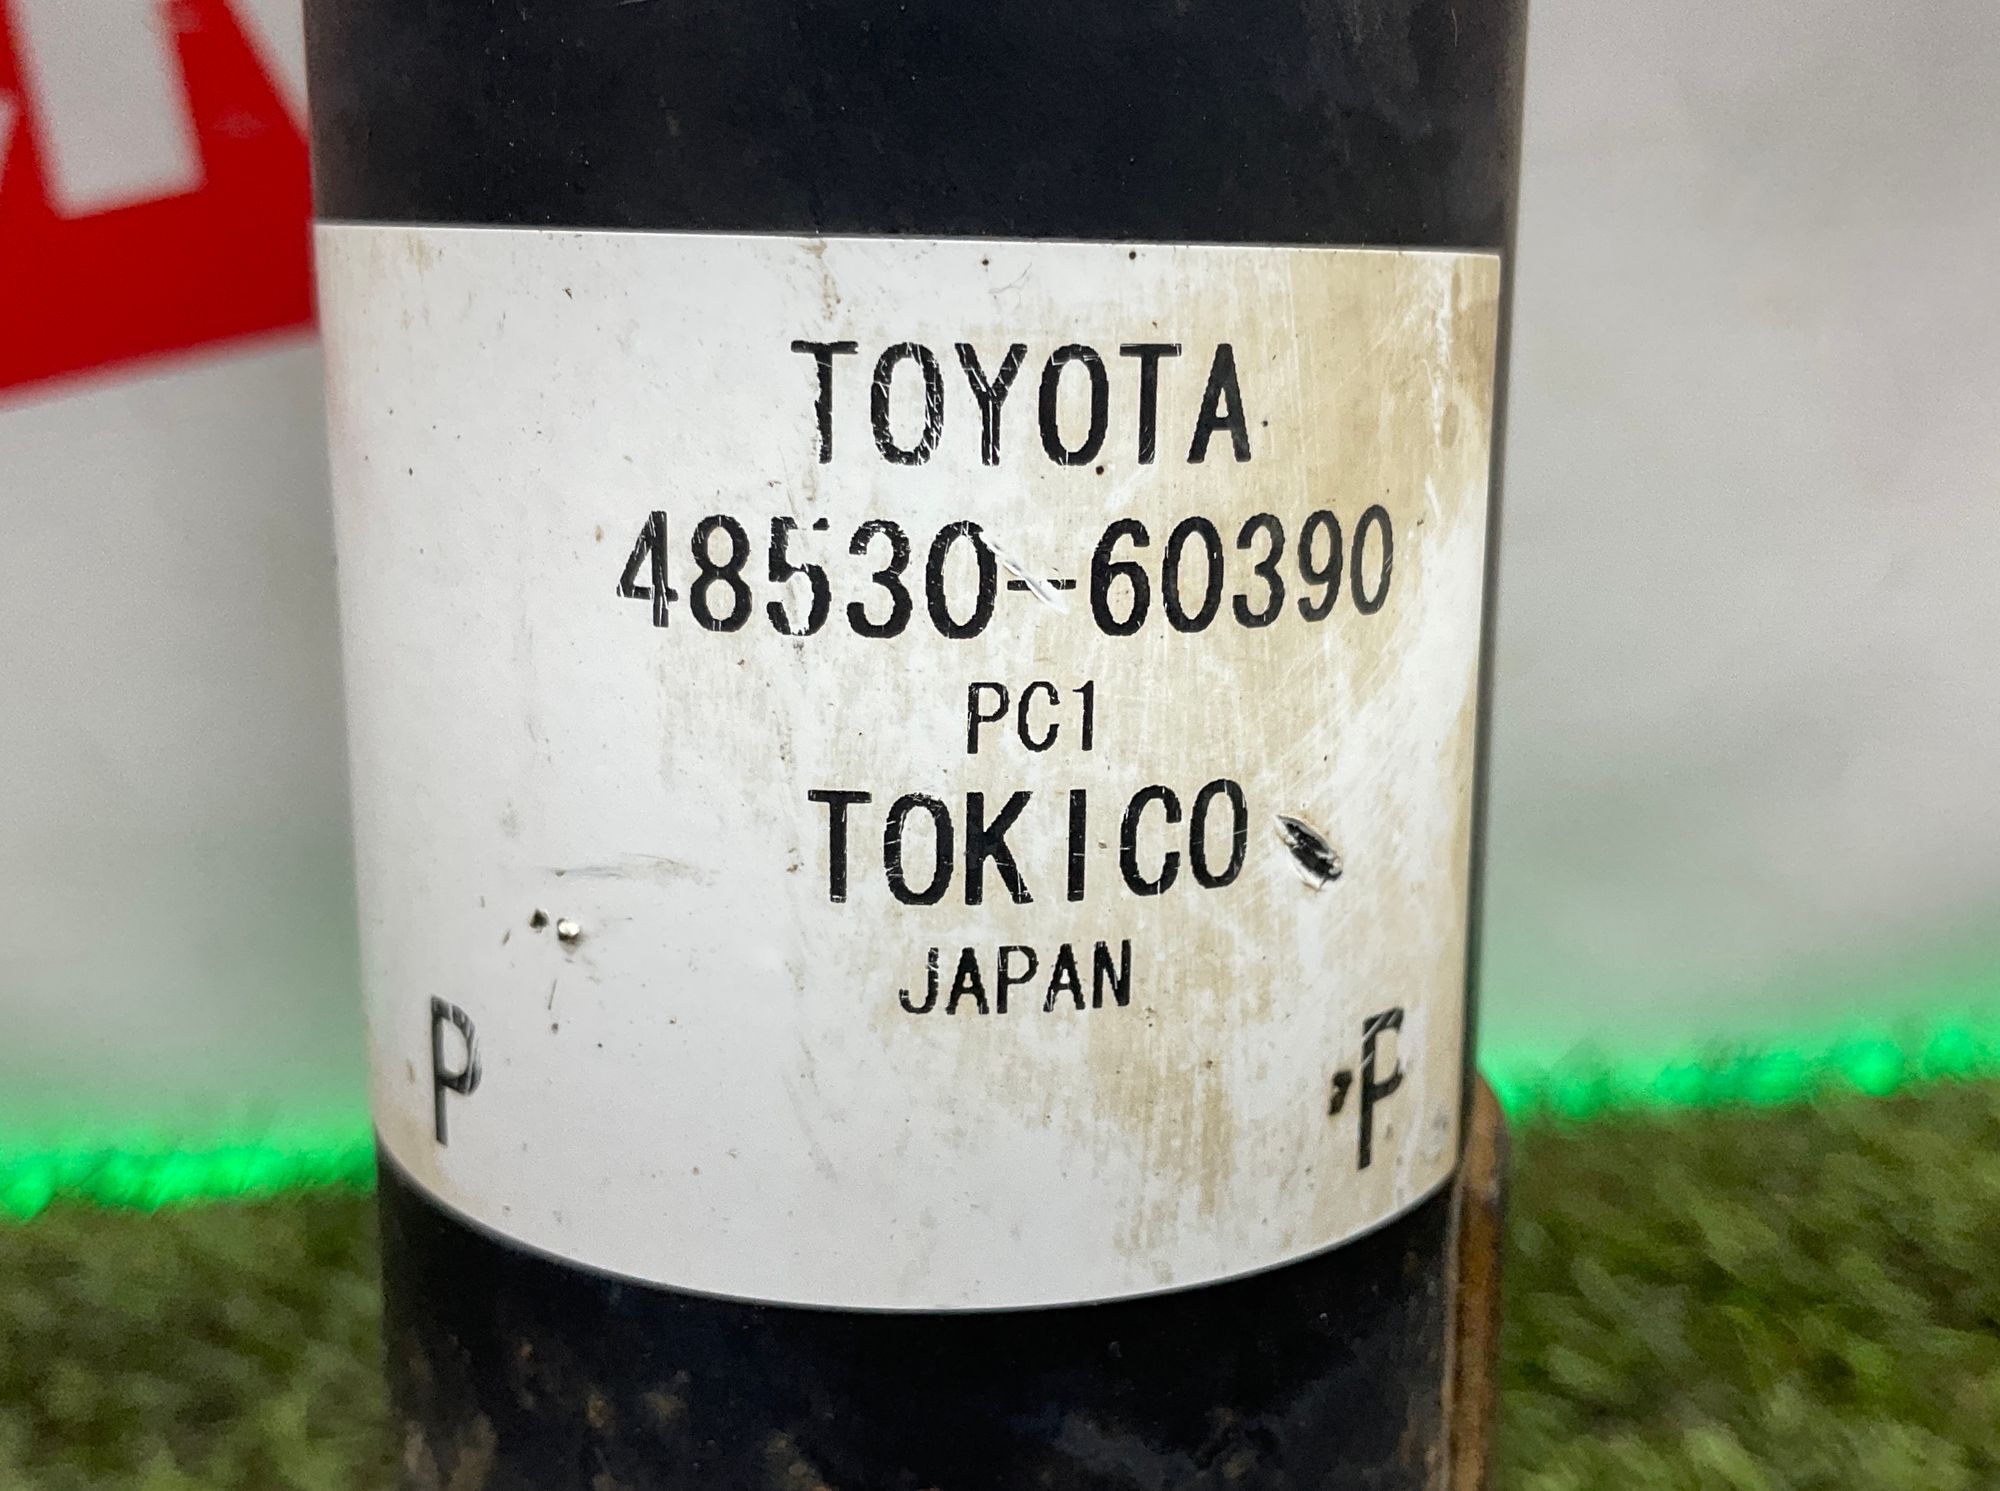 TOYOTA
48530-60390
PC1
TOKICO
JAPAN
P P